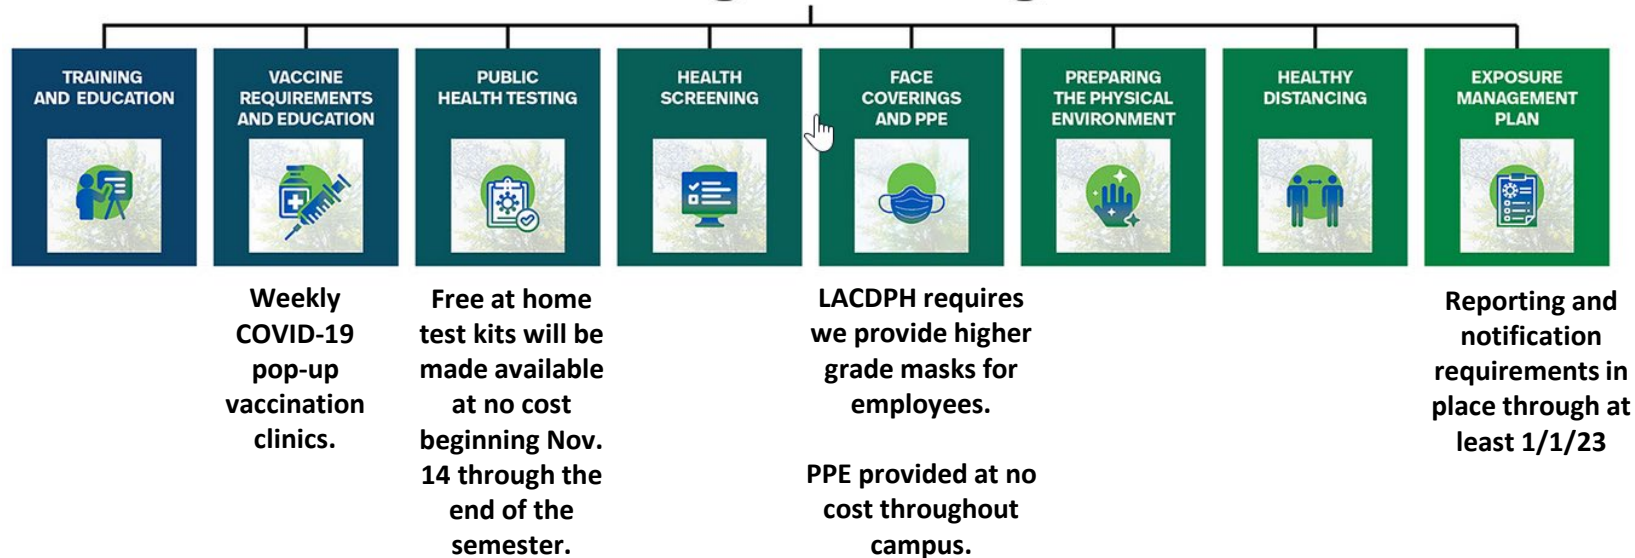 TRAINING
AND EDUCATION
VACCINE
REQUIREMENTS
AND EDUCATION
PUBLIC
HEALTH TESTING
HEALTH
SCREENING
FACE
COVERINGS
AND PPE
PREPARING
THE PHYSICAL
ENVIRONMENT
HEALTHY
DISTANCING
EXPOSURE
MANAGEMENT
PLAN
Weekly
COVID-19
pop-up
vaccination
clinics.
Free at home
test kits will be
made available
at no cost
beginning Nov.
14 through the
end of the
semester.
LACDPH requires
we provide higher
grade masks for
employees.
PPE provided at no
cost throughout
campus.
Reporting and
notification
requirements in
place through at
least 1/1/23